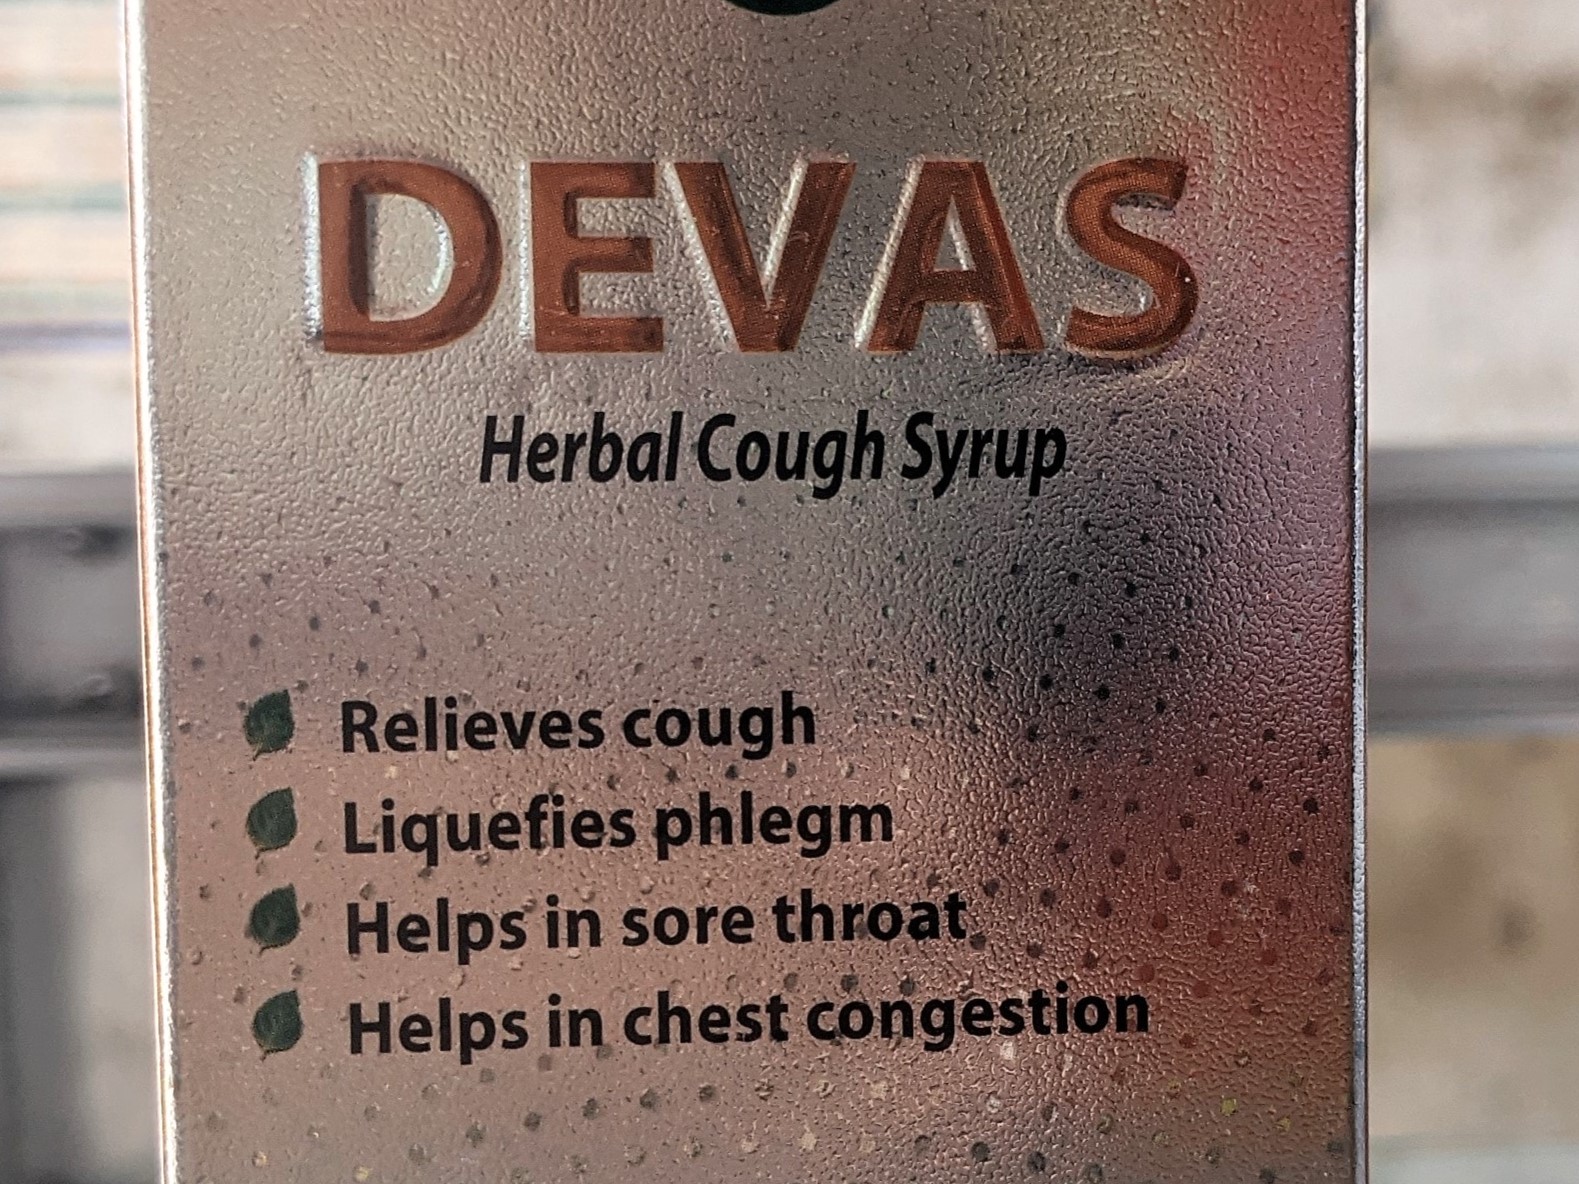 DEVAS
Herbal Cough Syrup
Relieves cough
Liquefies phlegm
Helps in sore throat
Helps in chest congestion